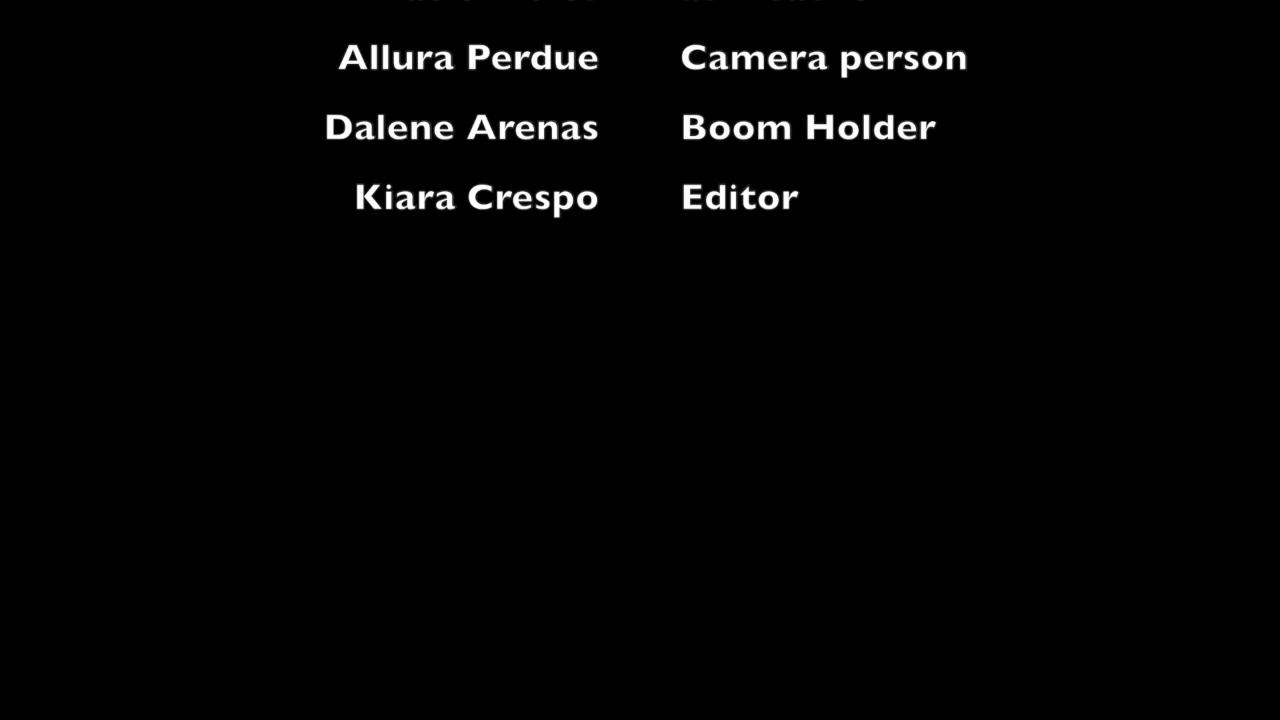 Allura Perdue Camera person
Dalene Arenas Boom Holder
Kiara Crespo Editor